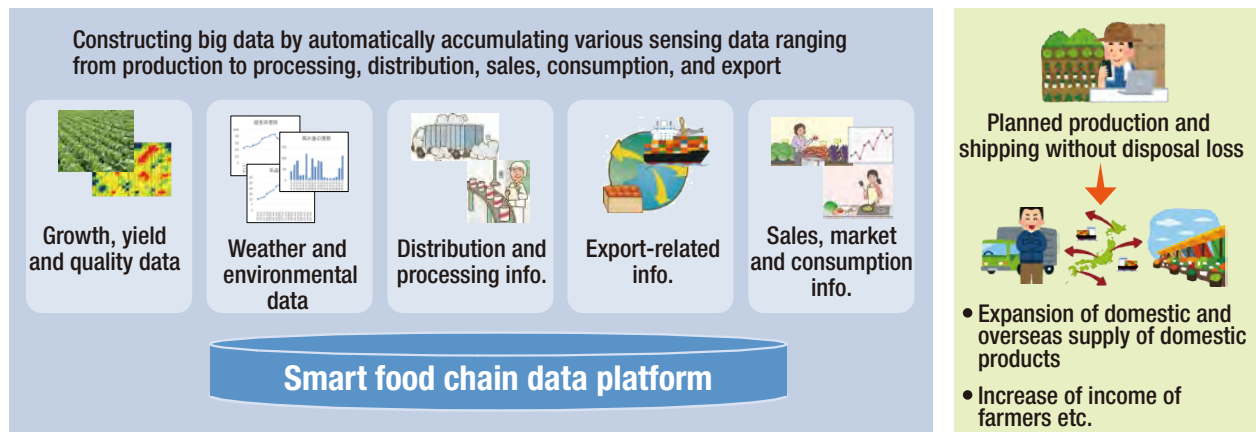 Constructing big data by automatically accumulating various sensing data ranging
from production to processing, distribution, sales, consumption, and export
Growth, yield
and quality data
Weather and
environmental
data
Distribution and
processing info.
Export-related
info.
Sales, market
and consumption
info.
Smart food chain data platform
Planned production and
shipping without disposal loss
• Expansion of domestic and
overseas supply of domestic
products
• Increase of income of
farmers etc.